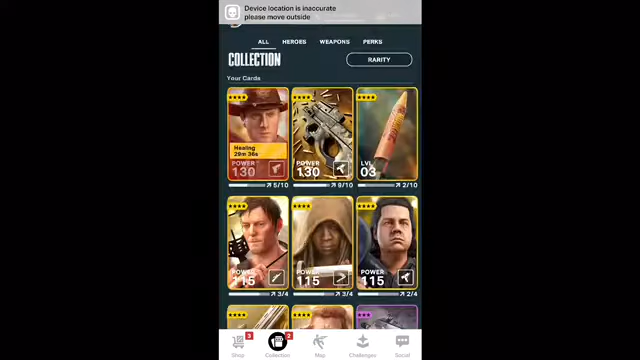 Device location is inaccurate
please move outside
ALL HEROES WEAPONS PERKS
COLLECTION
RARITY
Your Cards
Healing
29m 36s
POWER
130
5/10
POWER
130
9/10
LVL
03
2/10
POWER
115
3/4
POWER
115
3/4
POWER
115
2/4
3
2
Shop Collection Map Challenges Social